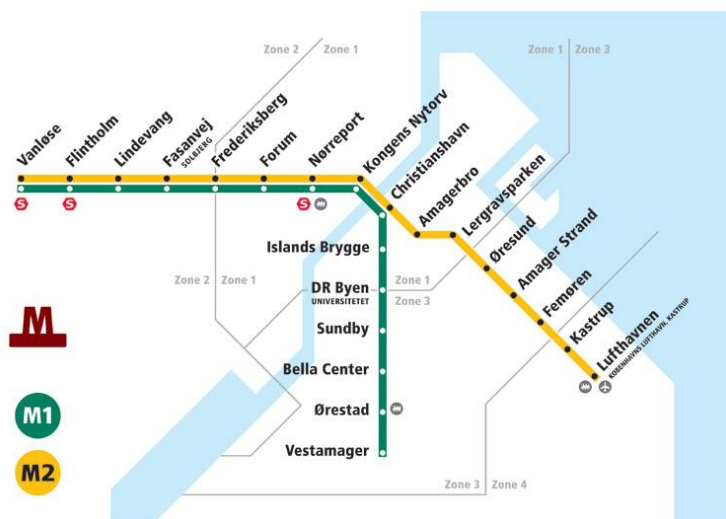 Zone 2
Zone 1
Zone 1
Zone 3
Vanløse
Flintholm
Lindevang
Fasanvej
SOLBJERG
Frederiksberg
Forum
Nørreport
Kongens Nytorv
Christianshavn
Amagerbro
Lergravsparken
Øresund
Amager Strand
Femøren
Kastrup
Lufthavnen
KØBENHAVNS LUFTHAVN, KASTRUP
S
S
S
Islands Brygge
Zone 2
Zone 1
DR Byen
UNIVERSITETET
Zone 1
Zone 3
Sundby
Bella Center
Ørestad
Vestamager
Zone 3
Zone 4
M
M1
M2